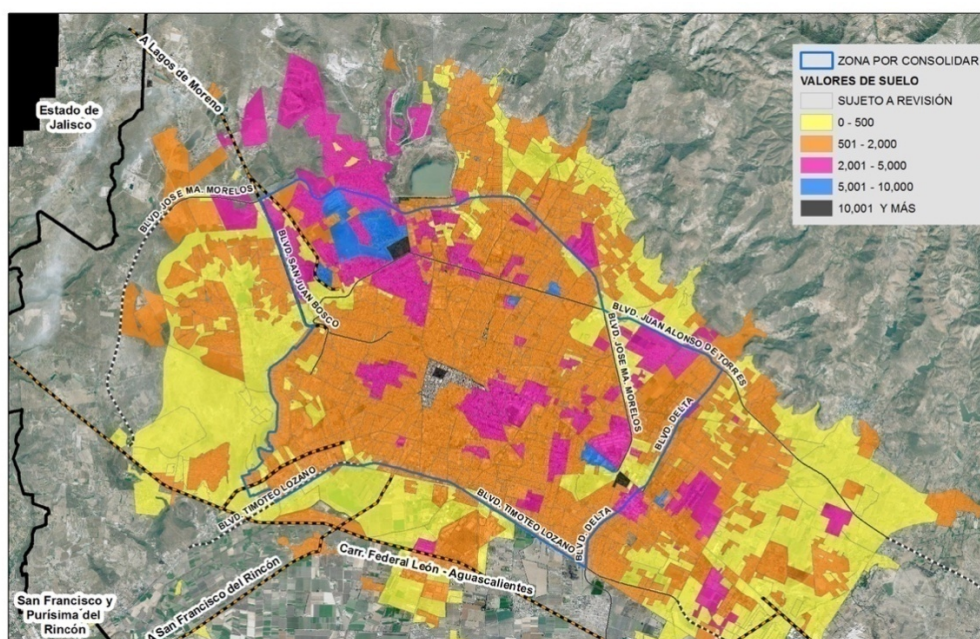 A Lagos de Moreno
Estado de
Jalisco
BLVD. JOSE MA. MORELOS
BLVD. SAN JUAN BOSCO
ZONA POR CONSOLIDAR
VALORES DE SUELO
SUJETO A REVISIÓN
0 - 500
501 - 2,000
2,001 - 5,000
5,001 - 10,000
10,001 Y MÁS
BLVD. JUAN ALONSO DE TORRES
BLVD. JOSE MA. MORELOS
BLVD. DELTA
BLVD. TIMOTEO LOZANO
BLVD. TIMOTEO LOZANO
BLVD. DELTA
Carr. Federal León - Aguascalientes
A San Francisco del Rincón
San Francisco y
Purísima del
Rincón